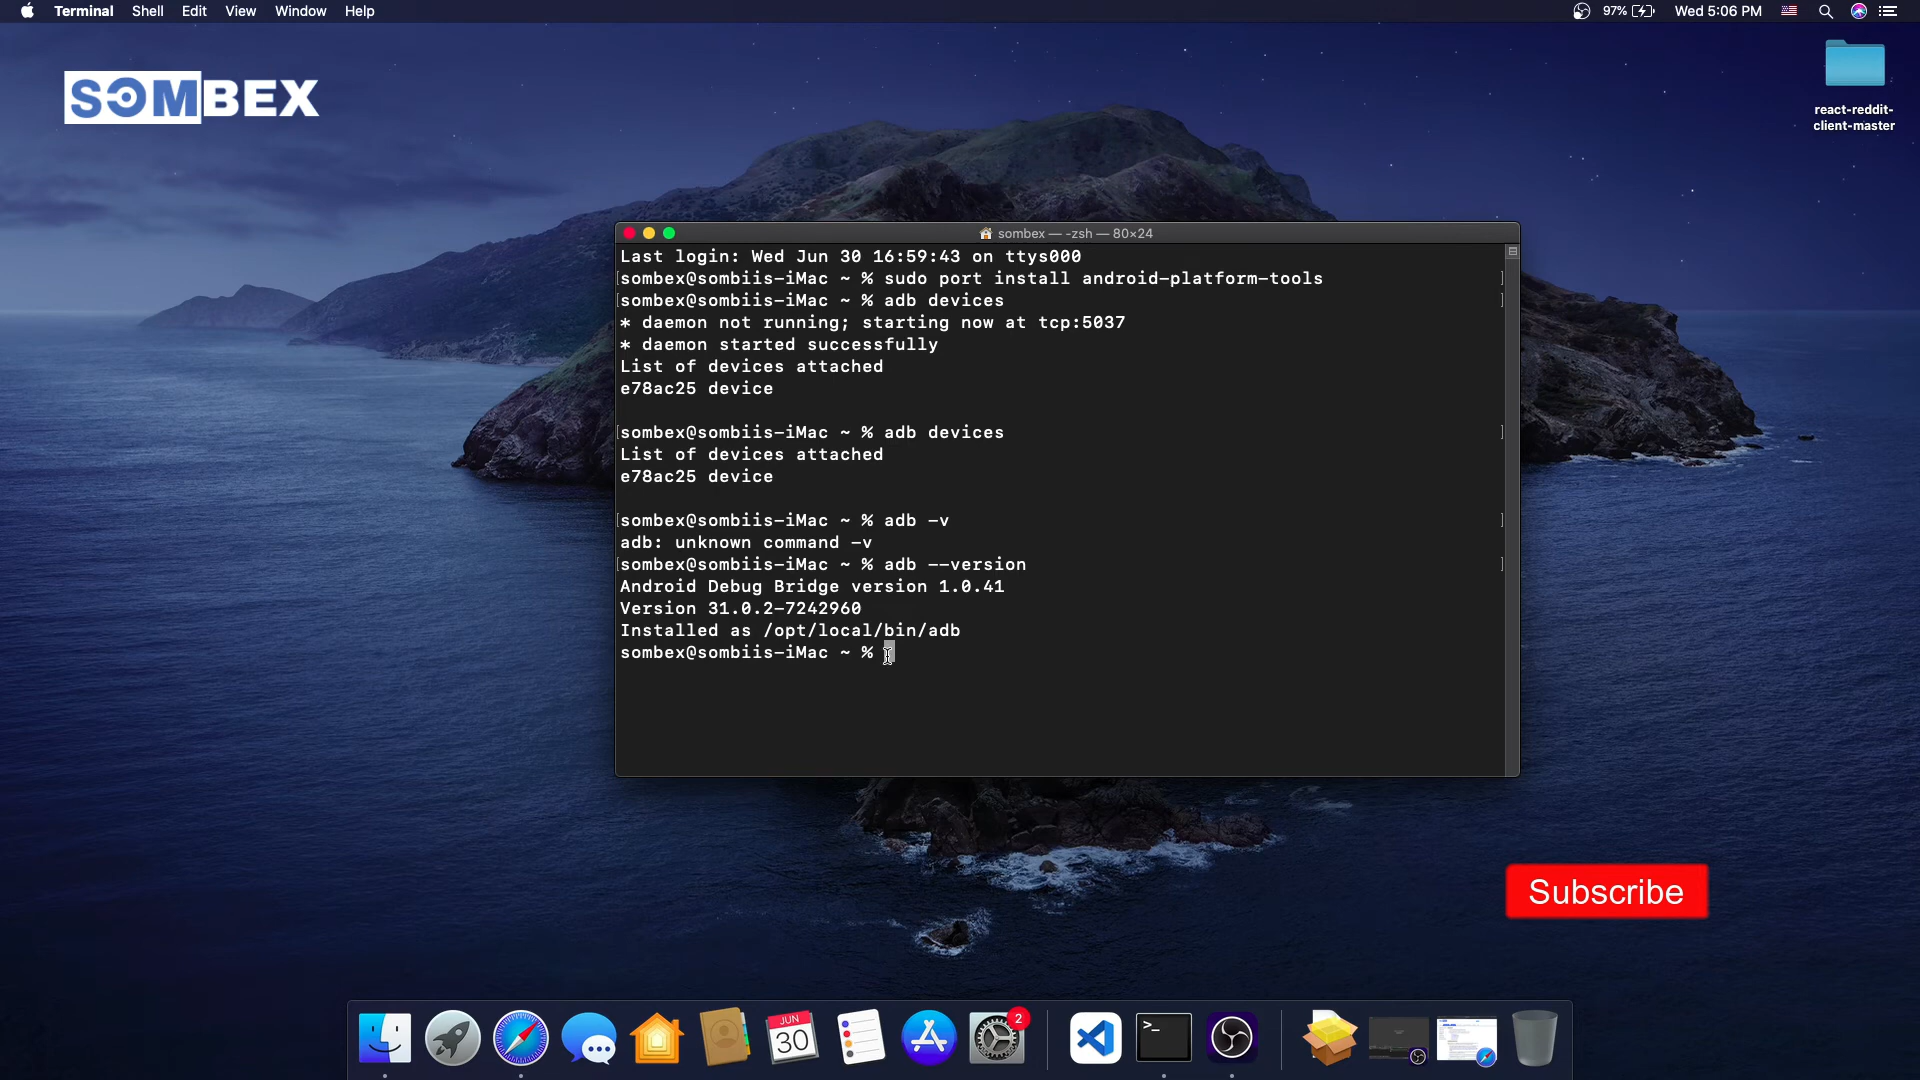 Terminal Shell Edit View Window Help
97% Wed 5:06 PM
SOMBEX
react-reddit-
client-master
sombex — -zsh — 80×24
Last login: Wed Jun 30 16:59:43 on ttys000
[sombex@sombiis-iMac ~ % sudo port install android-platform-tools ]
[sombex@sombiis-iMac ~ % adb devices ]
* daemon not running; starting now at tcp:5037
* daemon started successfully
List of devices attached
e78ac25 device
[sombex@sombiis-iMac ~ % adb devices ]
List of devices attached
e78ac25 device
[sombex@sombiis-iMac ~ % adb -v ]
adb: unknown command -v
[sombex@sombiis-iMac ~ % adb --version ]
Android Debug Bridge version 1.0.41
Version 31.0.2-7242960
Installed as /opt/local/bin/adb
sombex@sombiis-iMac ~ %
Subscribe
JUN
30
2
>_